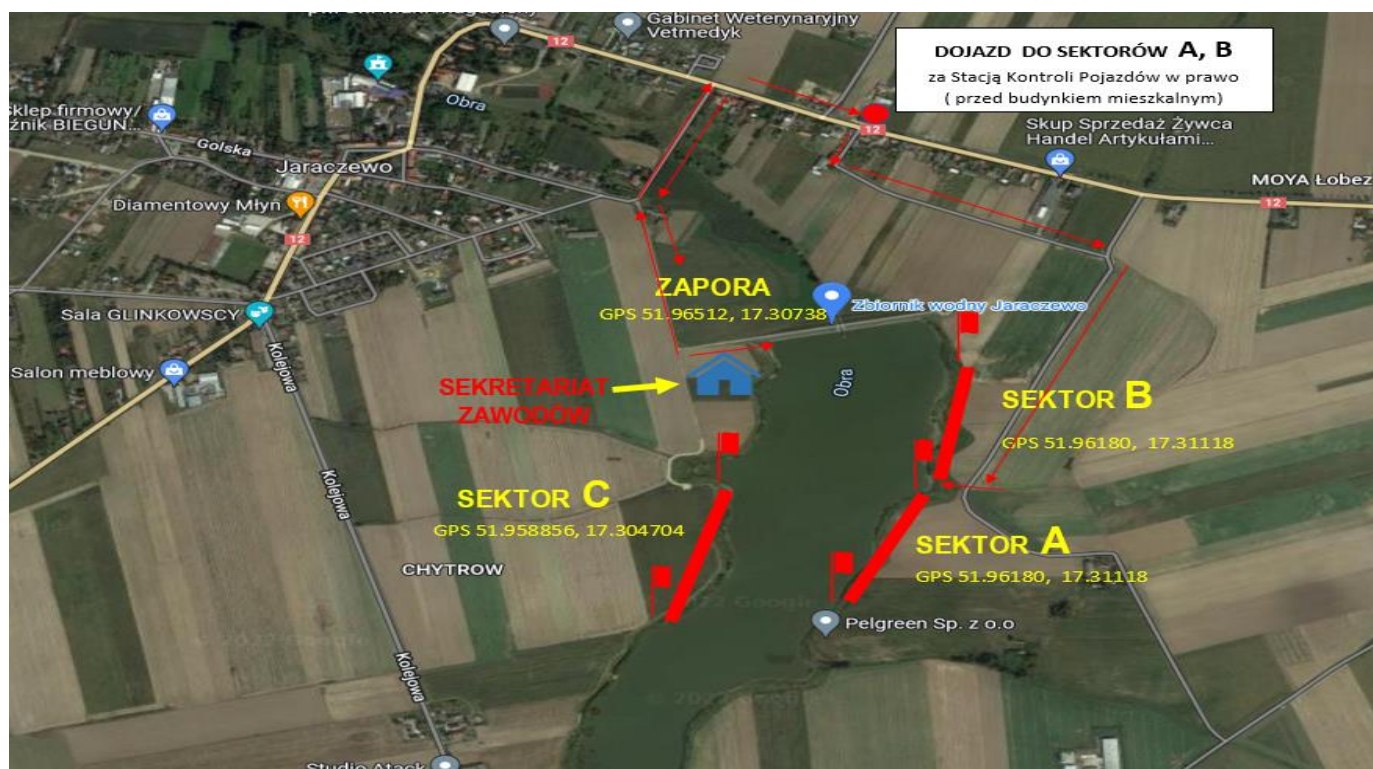 Gabinet Weterynaryjny
Vetmedyk
12
DOJAZD DO SEKTORÓW A, B
za Stacją Kontroli Pojazdów w prawo
( przed budynkiem mieszkalnym)
Obra
Sklep firmowy/
BIEGUN...
Golska
12
Skup Sprzedaż Żywca
Handel Artykułami...
Jaraczewo
MOYA Łobez
Diamentowy Młyn
12
12
ZAPORA
GPS 51.96512, 17.30738
Zbiornik wodny Jaraczewo
Sala GLINKOWSCY
Kolejowa
Salon meblowy
SEKRETARIAT
ZAWODÓW
Obra
SEKTOR B
GPS 51.96180, 17.31118
SEKTOR C
GPS 51.958856, 17.304704
Kolejowa
SEKTOR A
GPS 51.96180, 17.31118
CHYTROW
Pelgreen Sp. z o.o
Kolejowa
Studio Atack